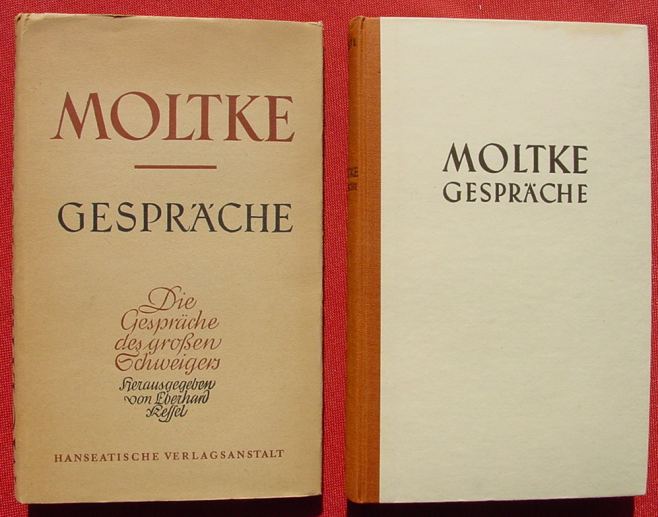 MOLTKE
GESPRÄCHE
Die
Gespräche
des großen
Schweigers
Herausgegeben
von Eberhard
Kessel
HANSEATISCHE VERLAGSANSTALT
MOLTKE
GESPRÄCHE